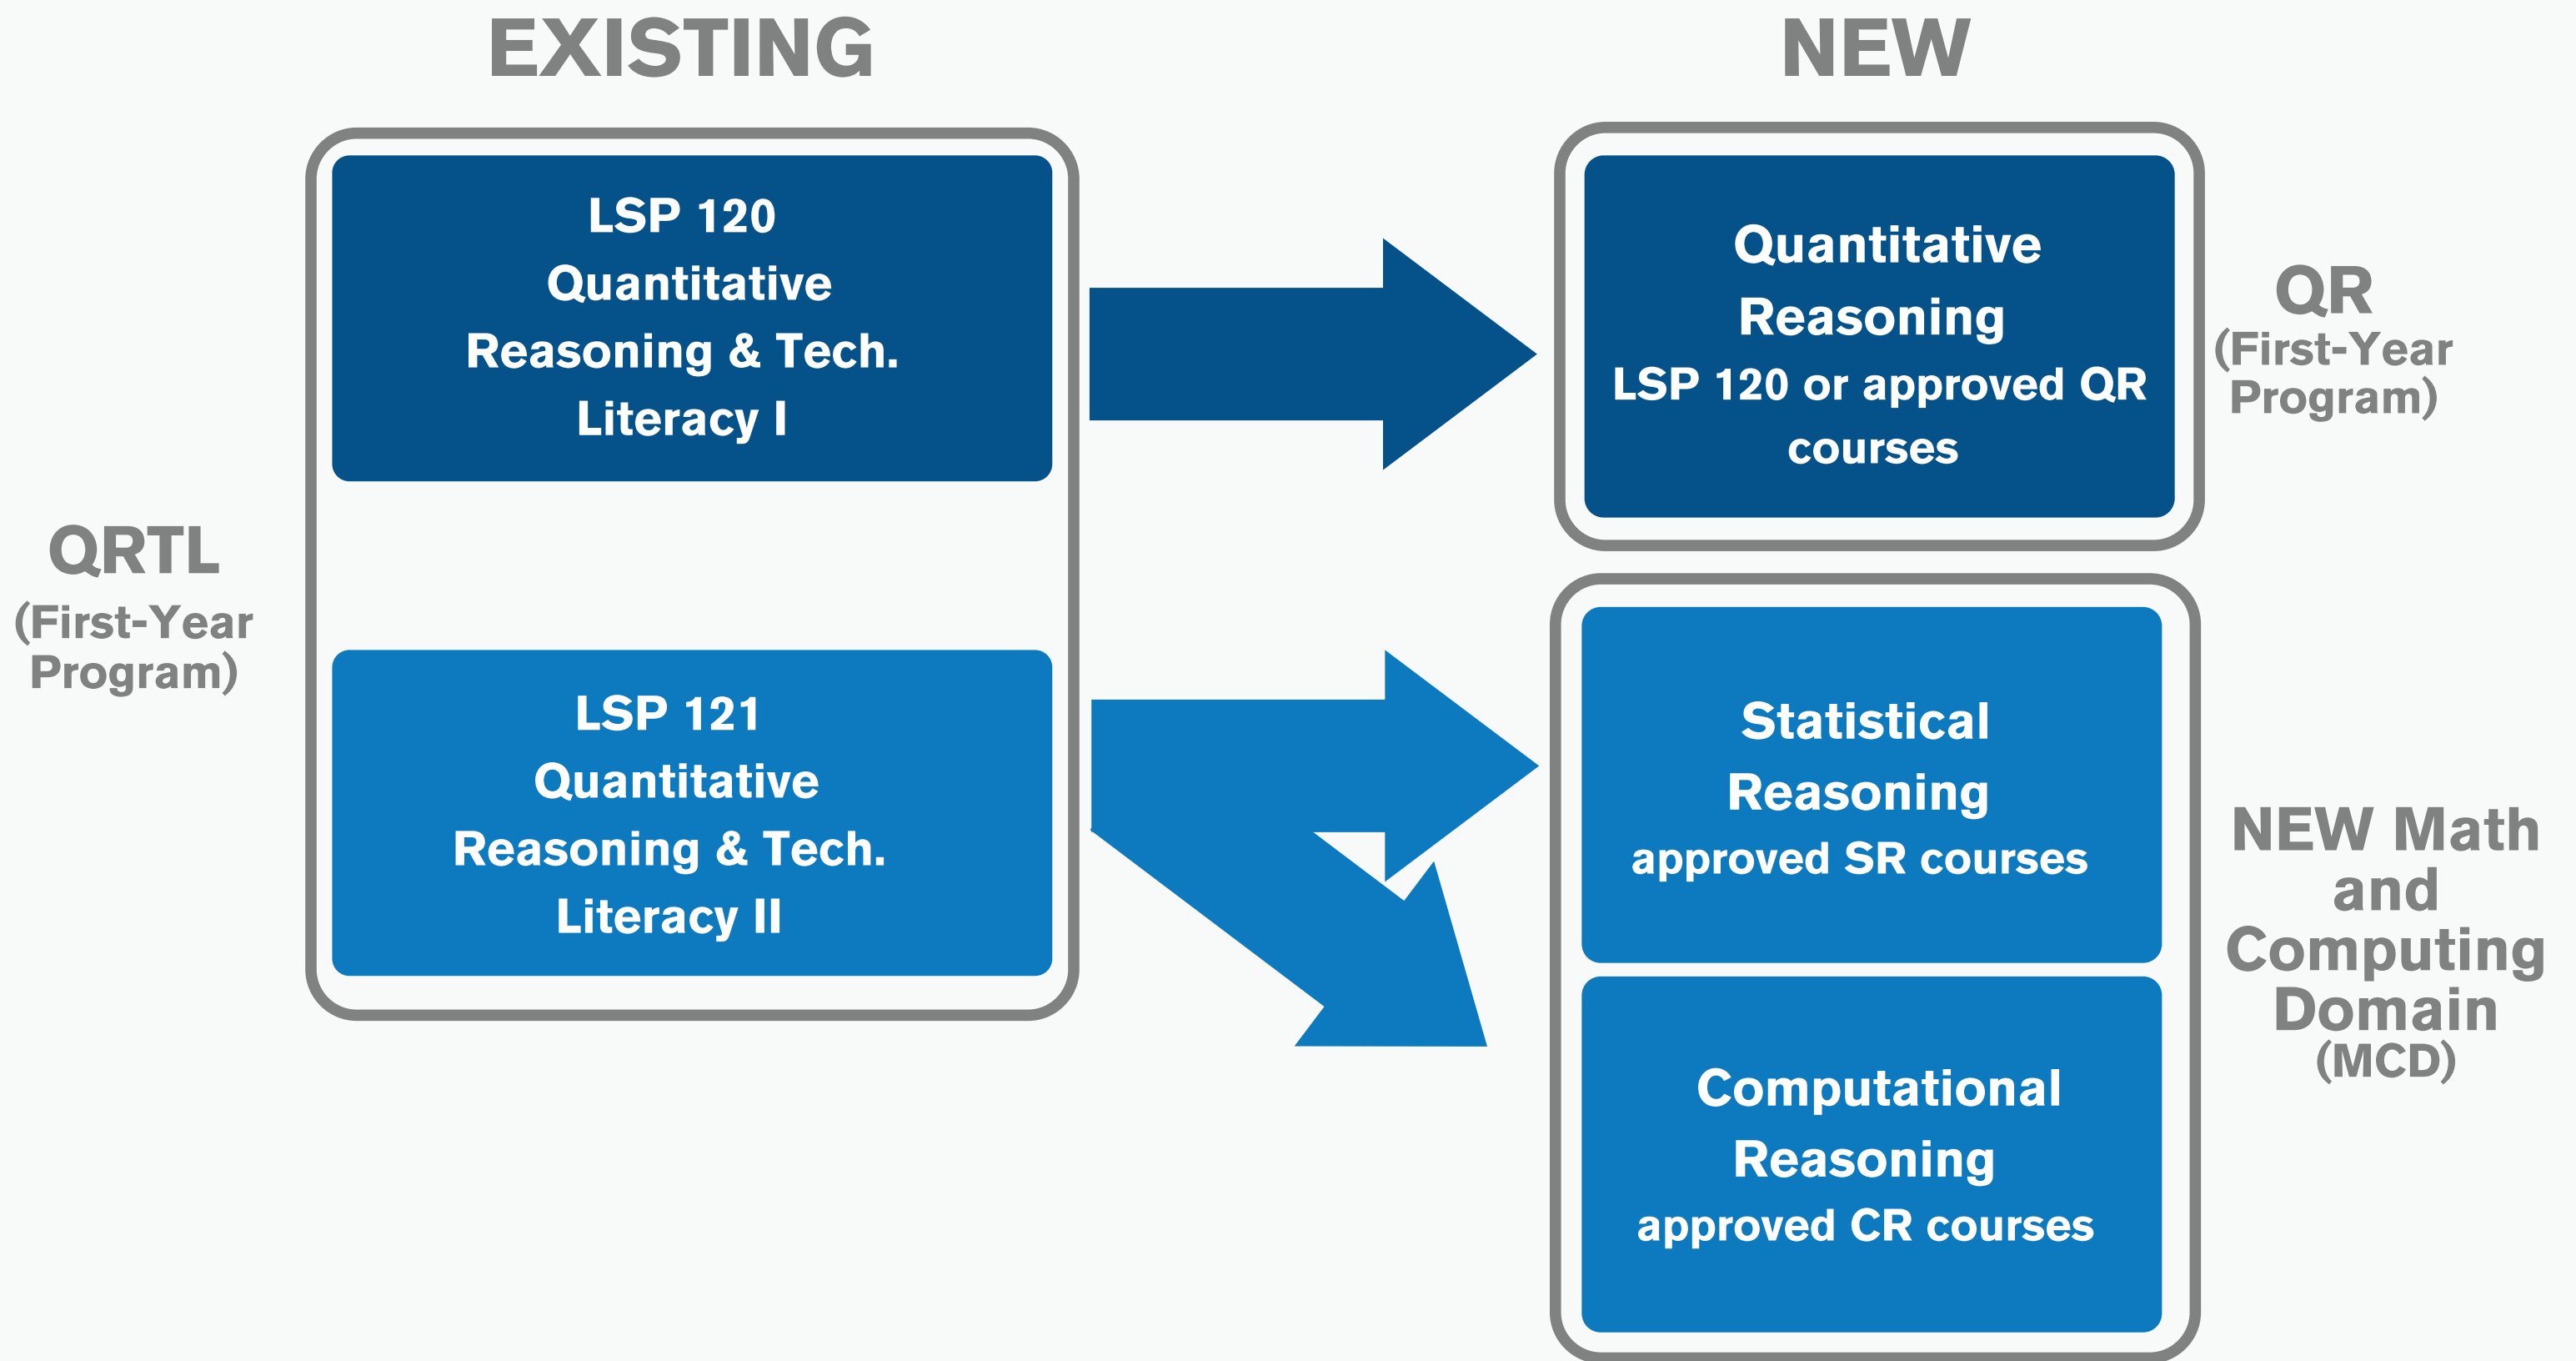 EXISTING
NEW
QRTL
(First-Year
Program)
LSP 120
Quantitative
Reasoning & Tech.
Literacy I
LSP 121
Quantitative
Reasoning & Tech.
Literacy II
Quantitative
Reasoning
LSP 120 or approved QR
courses
QR
(First-Year
Program)
Statistical
Reasoning
approved SR courses
Computational
Reasoning
approved CR courses
NEW Math
and
Computing
Domain
(MCD)